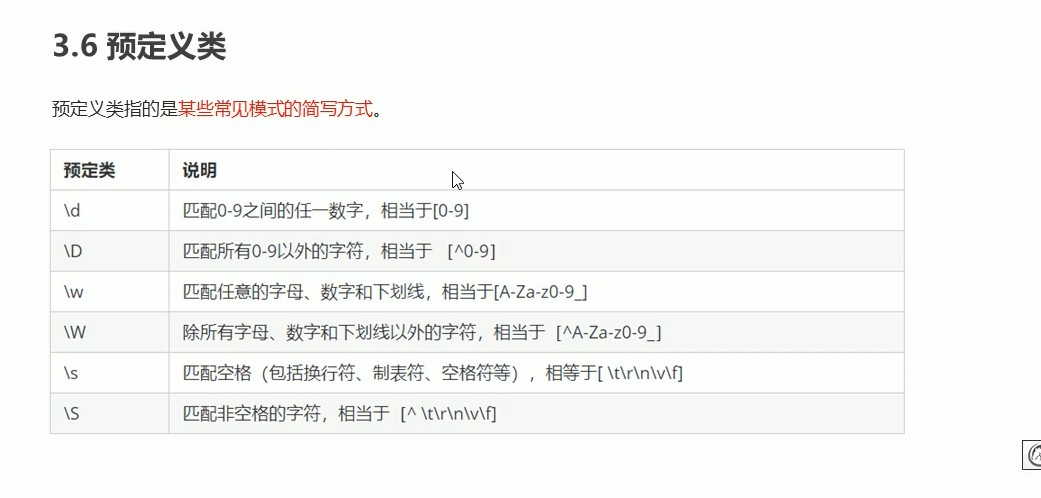 3.6 预定义类
预定义类指的是某些常见模式的简写方式。
预定类 说明
\d 匹配0-9之间的任一数字，相当于[0-9]
\D 匹配所有0-9以外的字符，相当于 [^0-9]
\w 匹配任意的字母、数字和下划线，相当于[A-Za-z0-9_]
\W 除所有字母、数字和下划线以外的字符，相当于 [^A-Za-z0-9_]
\s 匹配空格（包括换行符、制表符、空格符等），相等于[ \t\r\n\v\f]
\S 匹配非空格的字符，相当于 [^ \t\r\n\v\f]